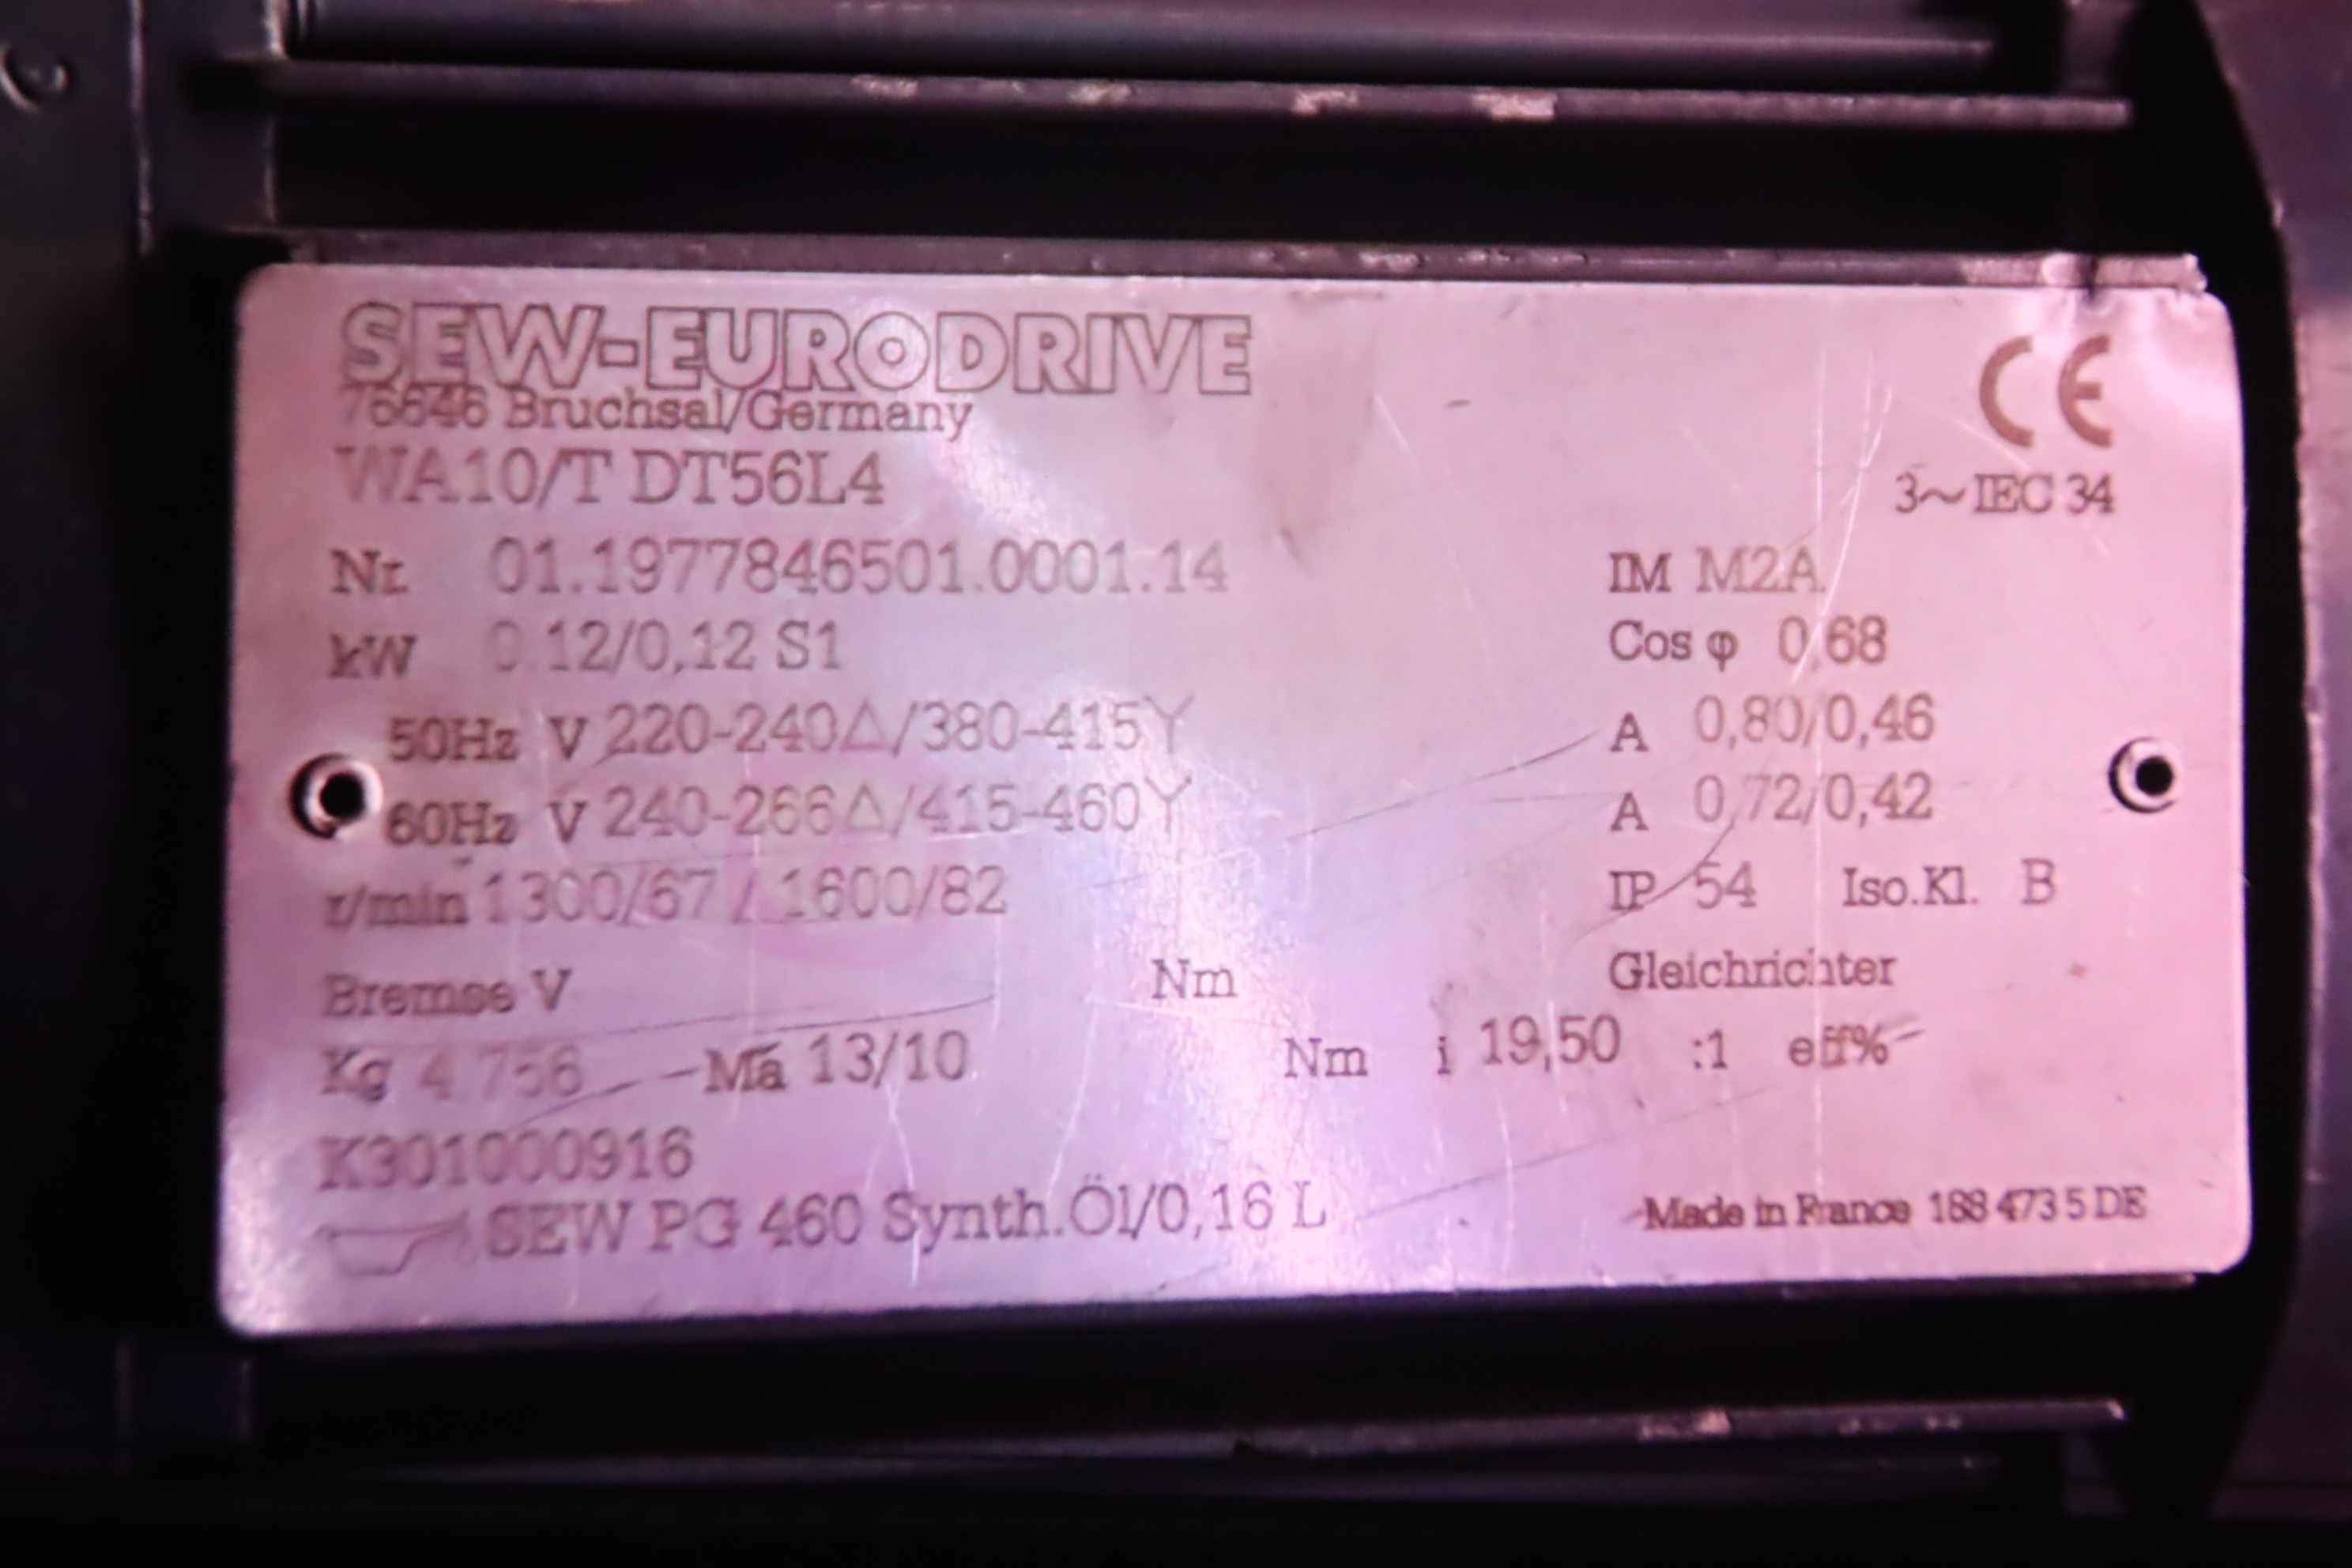 SEW-EURODRIVE
CE
76646 Bruchsal/Germany
WA10/T DT56L4
3~ IEC 34
Nr. 01.1977846501.0001.14
IM M2A
kW 0.12/0,12 S1
Cos φ 0,68
50Hz V 220-240△/380-415Y
A 0,80/0,46
60Hz V 240-266△/415-460Y
A 0,72/0,42
r/min 1300/67 / 1600/82
IP 54 Iso.Kl. B
Bremse V Nm Gleichrichter
Kg 4.756 Ma 13/10 Nm i 19,50 :1 eff%
K301000916
SEW PG 460 Synth.Öl/0,16 L
Made in France 188 473 5 DE